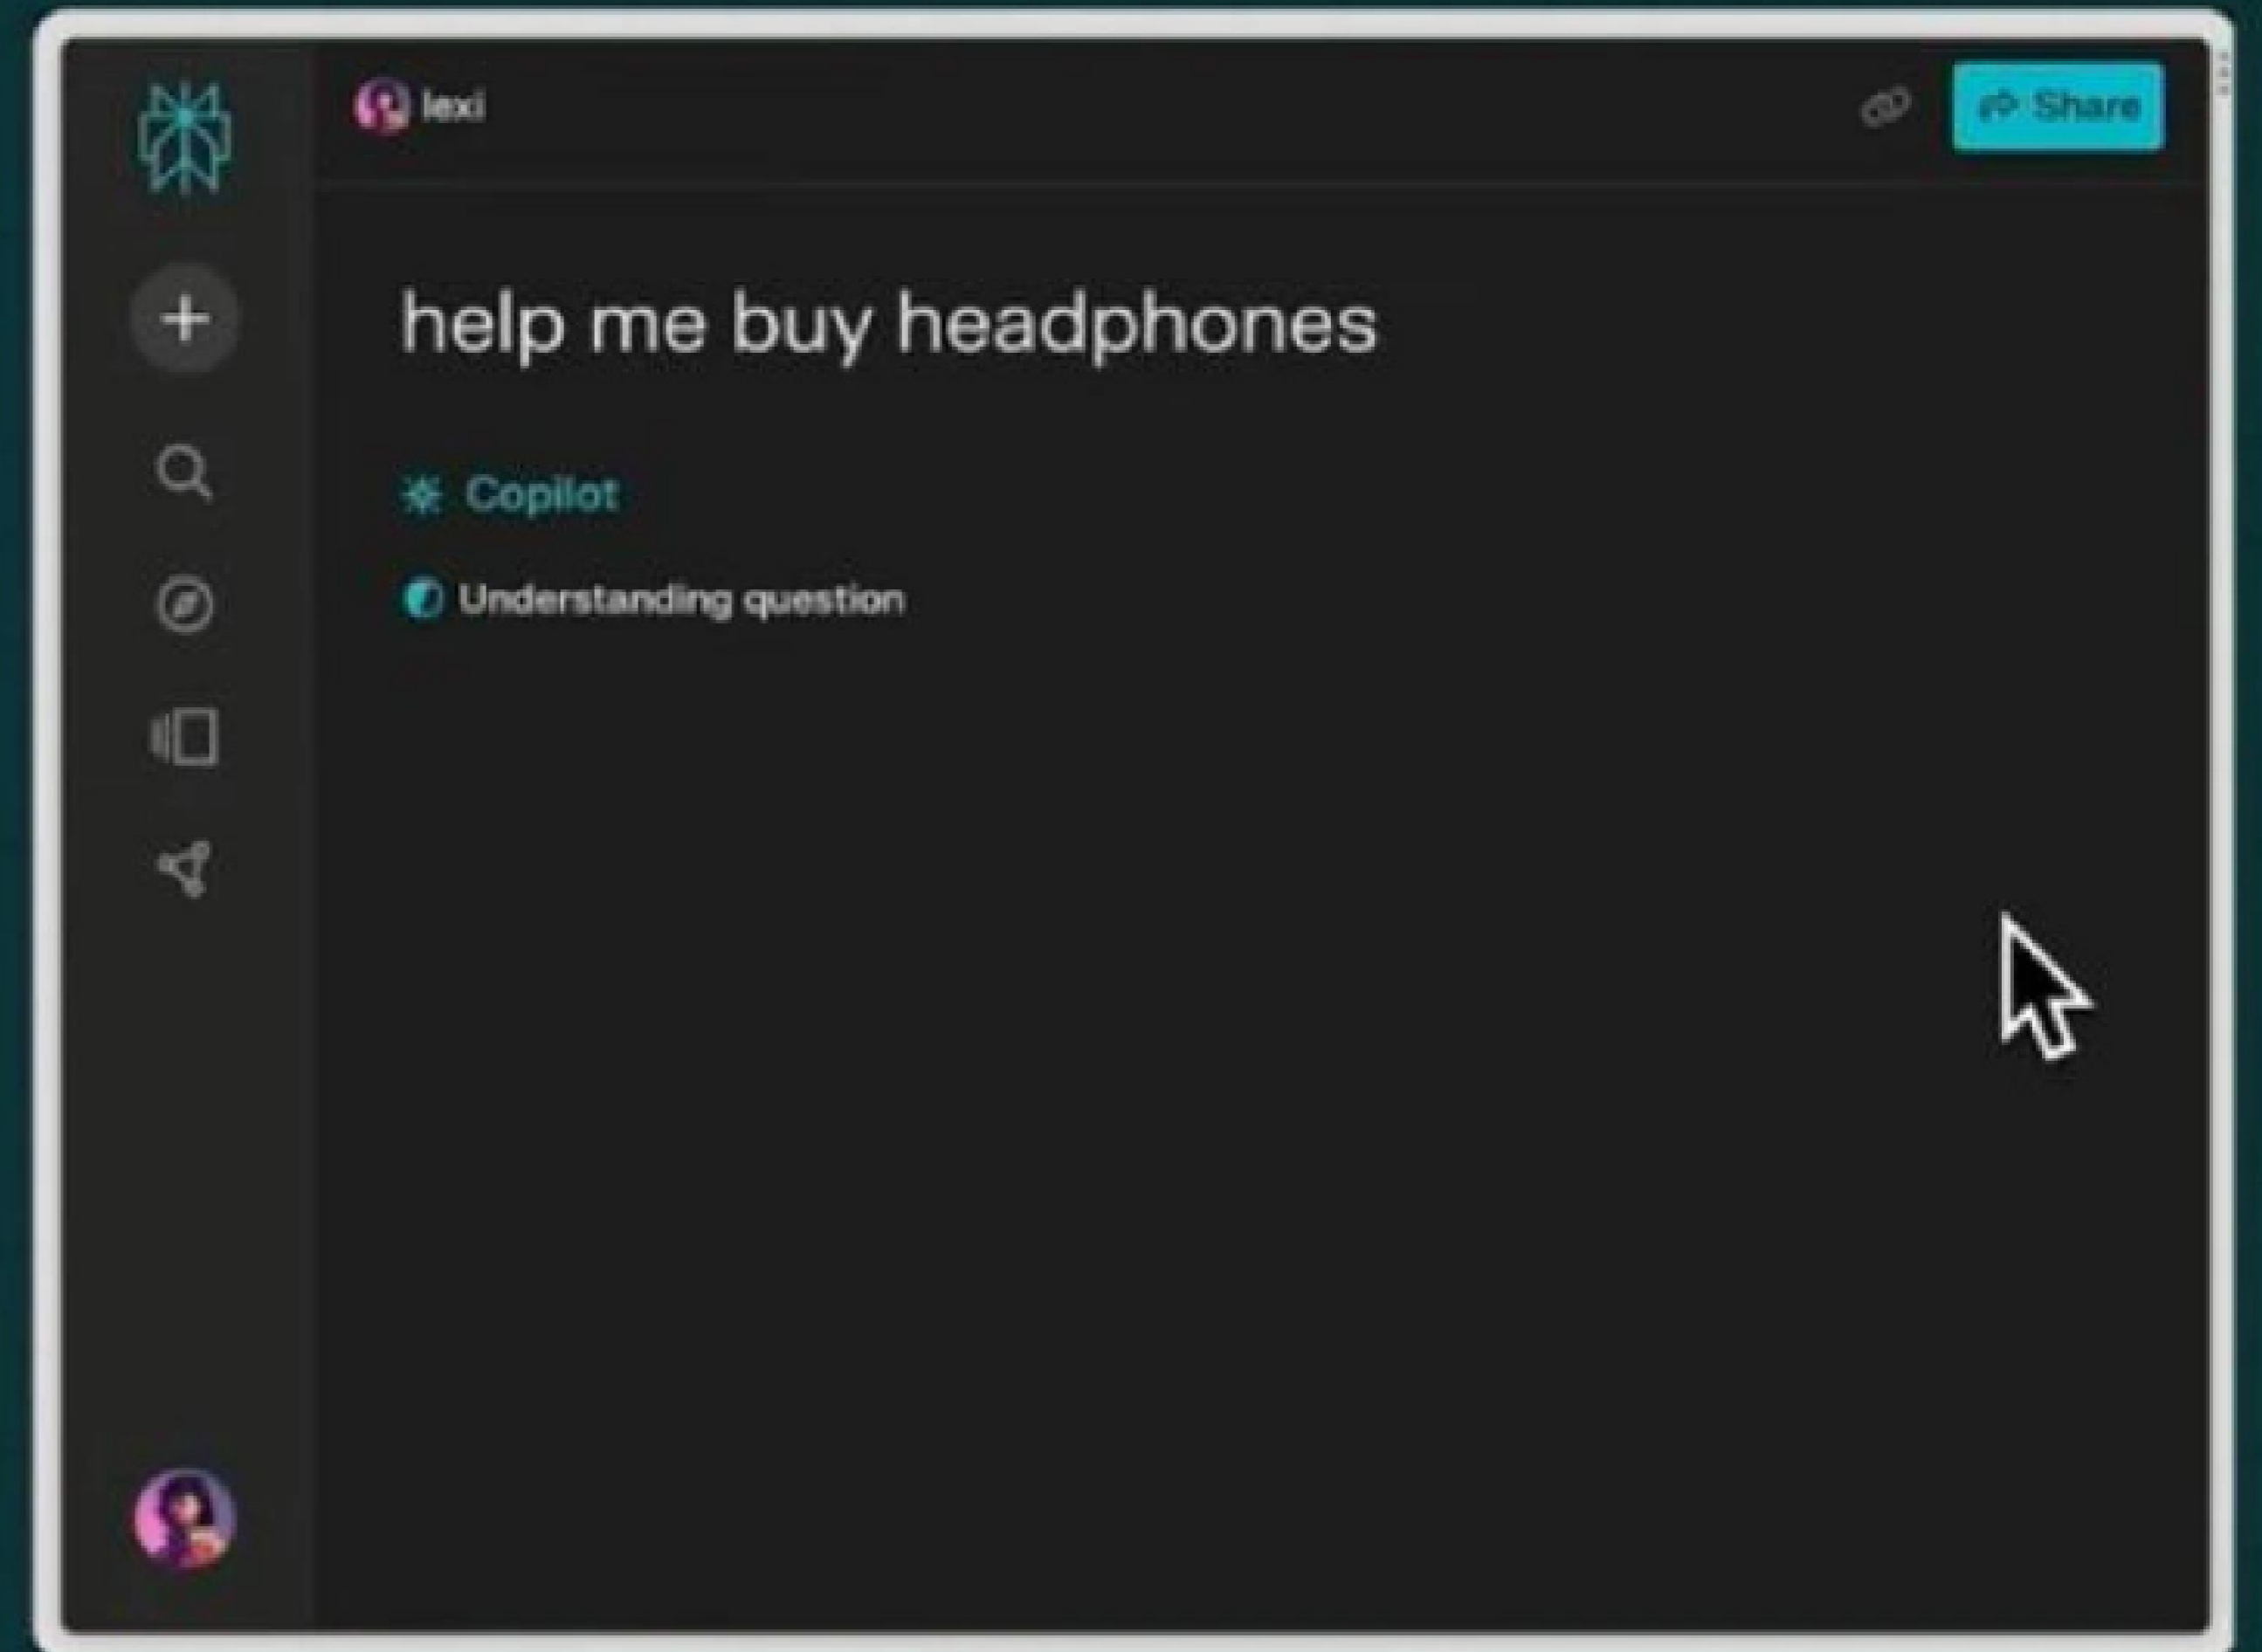 lexi
Share
help me buy headphones
Copilot
Understanding question